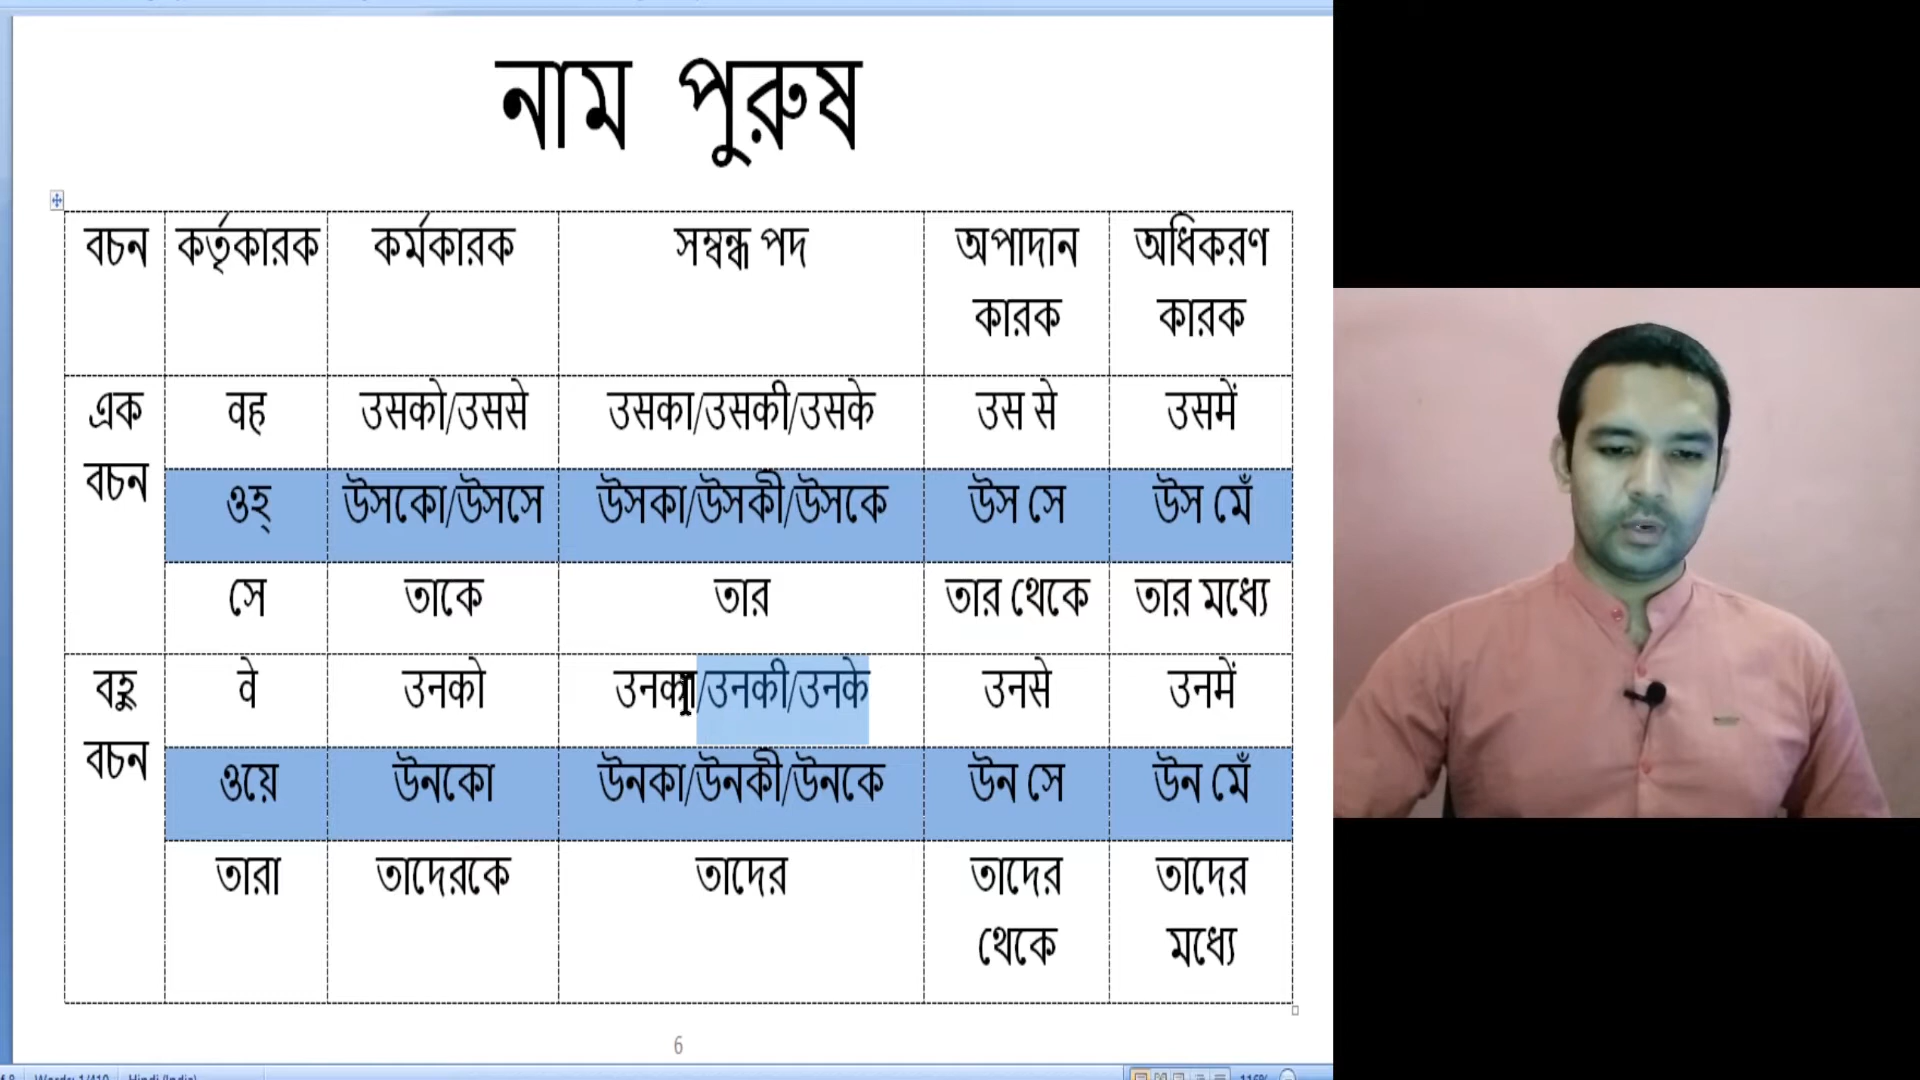 নাম পুরুষ
বচন কর্তৃকারক কর্মকারক সম্বন্ধ পদ অপাদান কারক অধিকরণ কারক
এক বচন वह उसको/उससे उसका/उसकी/उसके उस से उसमें
ওহ্ উসকো/উসসে উসকা/উসকী/উসকে উস সে উস মেঁ
সে তাকে তার তার থেকে তার মধ্যে
বহু বচন वे उनको उनका/उनकी/उनके उनसे उनमें
ওয়ে উনকো উনকা/উনকী/উনকে উন সে উন মেঁ
তারা তাদেরকে তাদের তাদের থেকে তাদের মধ্যে
6